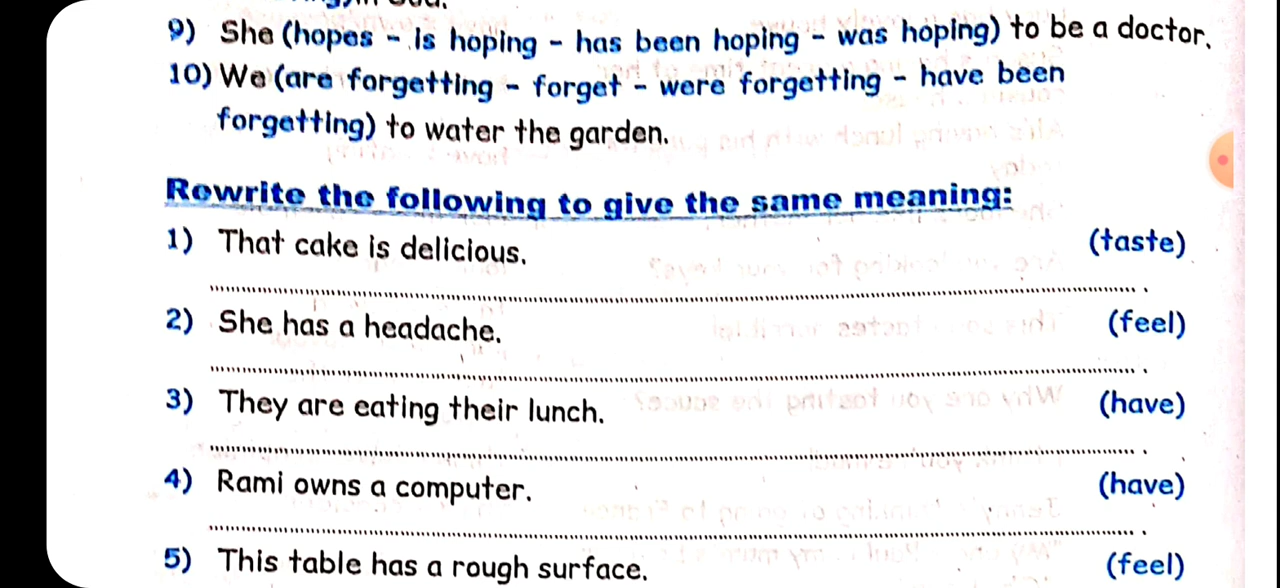 9) She (hopes - is hoping - has been hoping - was hoping) to be a doctor.
10) We (are forgetting - forget - were forgetting - have been
forgetting) to water the garden.
Rewrite the following to give the same meaning:
1) That cake is delicious. (taste)
2) She has a headache. (feel)
3) They are eating their lunch. (have)
4) Rami owns a computer. (have)
5) This table has a rough surface. (feel)